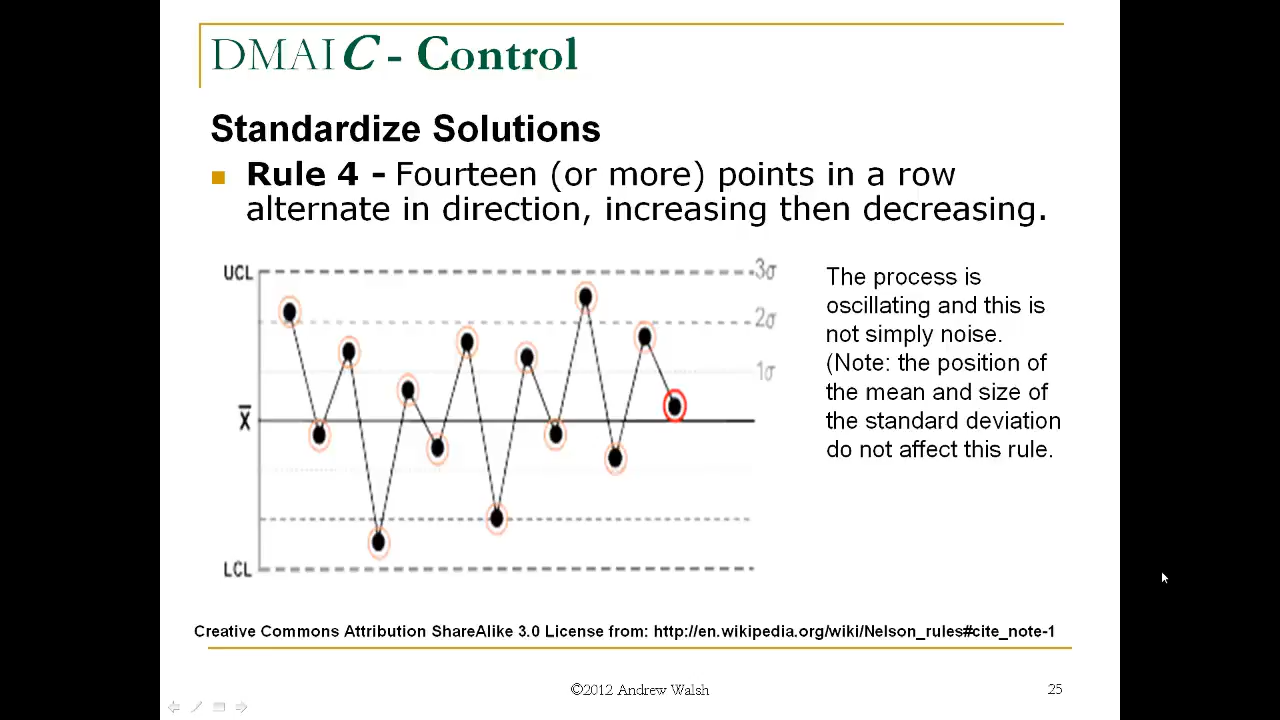 DMAIC - Control
Standardize Solutions
Rule 4 - Fourteen (or more) points in a row
alternate in direction, increasing then decreasing.
UCL
3σ
2σ
1σ
X̅
LCL
The process is
oscillating and this is
not simply noise.
(Note: the position of
the mean and size of
the standard deviation
do not affect this rule.
Creative Commons Attribution ShareAlike 3.0 License from: http://en.wikipedia.org/wiki/Nelson_rules#cite_note-1
©2012 Andrew Walsh
25